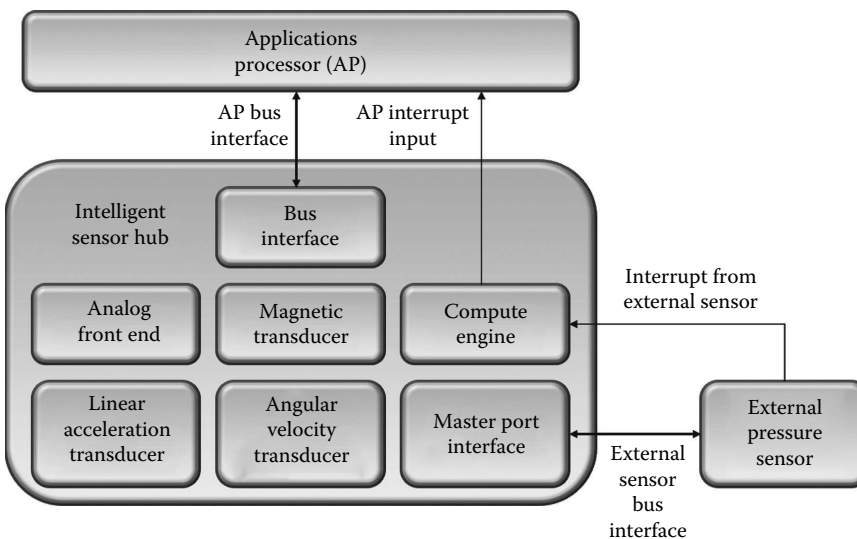 Applications
processor (AP)
AP bus
interface
AP interrupt
input
Intelligent
sensor hub
Bus
interface
Analog
front end
Magnetic
transducer
Compute
engine
Interrupt from
external sensor
Linear
acceleration
transducer
Angular
velocity
transducer
Master port
interface
External
pressure
sensor
External
sensor
bus
interface